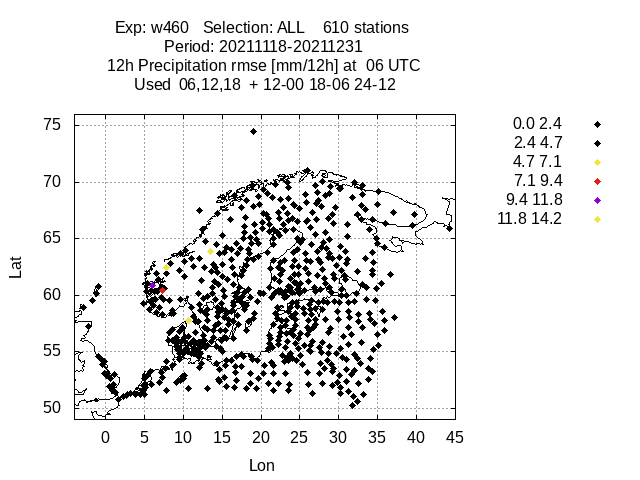 Exp: w460   Selection: ALL    610 stations
Period: 20211118-20211231
12h Precipitation rmse [mm/12h] at  06 UTC
Used  06,12,18  + 12-00 18-06 24-12
0.0 2.4
2.4 4.7
4.7 7.1
7.1 9.4
9.4 11.8
11.8 14.2
75
70
65
60
55
50
Lat
0 5 10 15 20 25 30 35 40 45
Lon